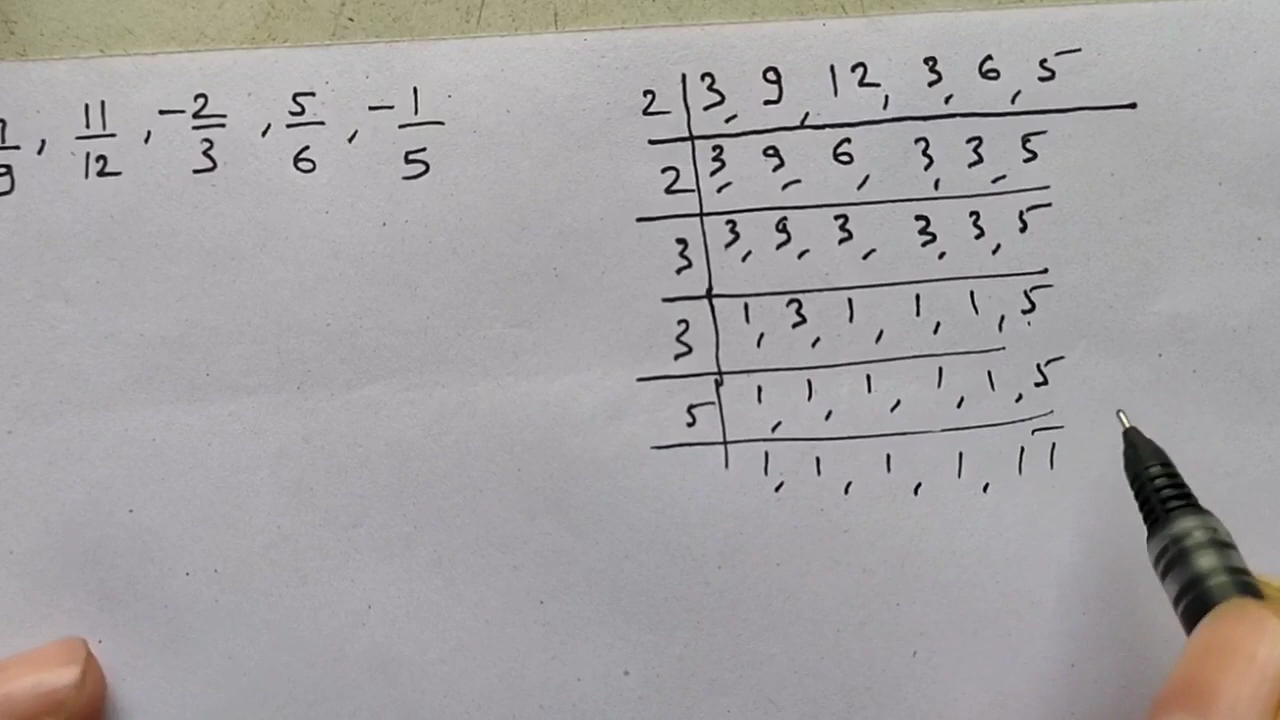 /9, 11/12, -2/3, 5/6, -1/5
2 | 3, 9, 12, 3, 6, 5
2 | 3, 9, 6, 3, 3, 5
3 | 3, 9, 3, 3, 3, 5
3 | 1, 3, 1, 1, 1, 5
5 | 1, 1, 1, 1, 1, 5
| 1, 1, 1, 1, 1 1